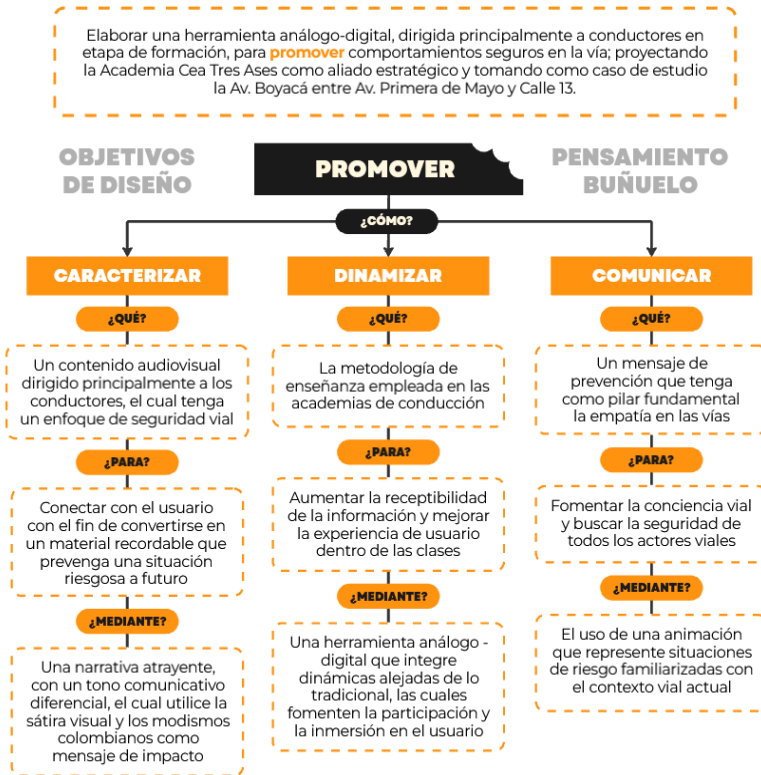 Elaborar una herramienta análogo-digital, dirigida principalmente a conductores en
etapa de formación, para promover comportamientos seguros en la vía; proyectando
la Academia Cea Tres Ases como aliado estratégico y tomando como caso de estudio
la Av. Boyacá entre Av. Primera de Mayo y Calle 13.
OBJETIVOS
DE DISEÑO
PROMOVER
PENSAMIENTO
BUÑUELO
¿CÓMO?
CARACTERIZAR
¿QUÉ?
Un contenido audiovisual
dirigido principalmente a los
conductores, el cual tenga
un enfoque de seguridad vial
¿PARA?
Conectar con el usuario
con el fin de convertirse en
un material recordable que
prevenga una situación
riesgosa a futuro
¿MEDIANTE?
Una narrativa atrayente,
con un tono comunicativo
diferencial, el cual utilice la
sátira visual y los modismos
colombianos como
mensaje de impacto
DINAMIZAR
¿QUÉ?
La metodología de
enseñanza empleada en las
academias de conducción
¿PARA?
Aumentar la receptibilidad
de la información y mejorar
la experiencia de usuario
dentro de las clases
¿MEDIANTE?
Una herramienta análogo -
digital que integre
dinámicas alejadas de lo
tradicional, las cuales
fomenten la participación y
la inmersión en el usuario
COMUNICAR
¿QUÉ?
Un mensaje de
prevención que tenga
como pilar fundamental
la empatía en las vías
¿PARA?
Fomentar la conciencia vial
y buscar la seguridad de
todos los actores viales
¿MEDIANTE?
El uso de una animación
que represente situaciones
de riesgo familiarizadas con
el contexto vial actual